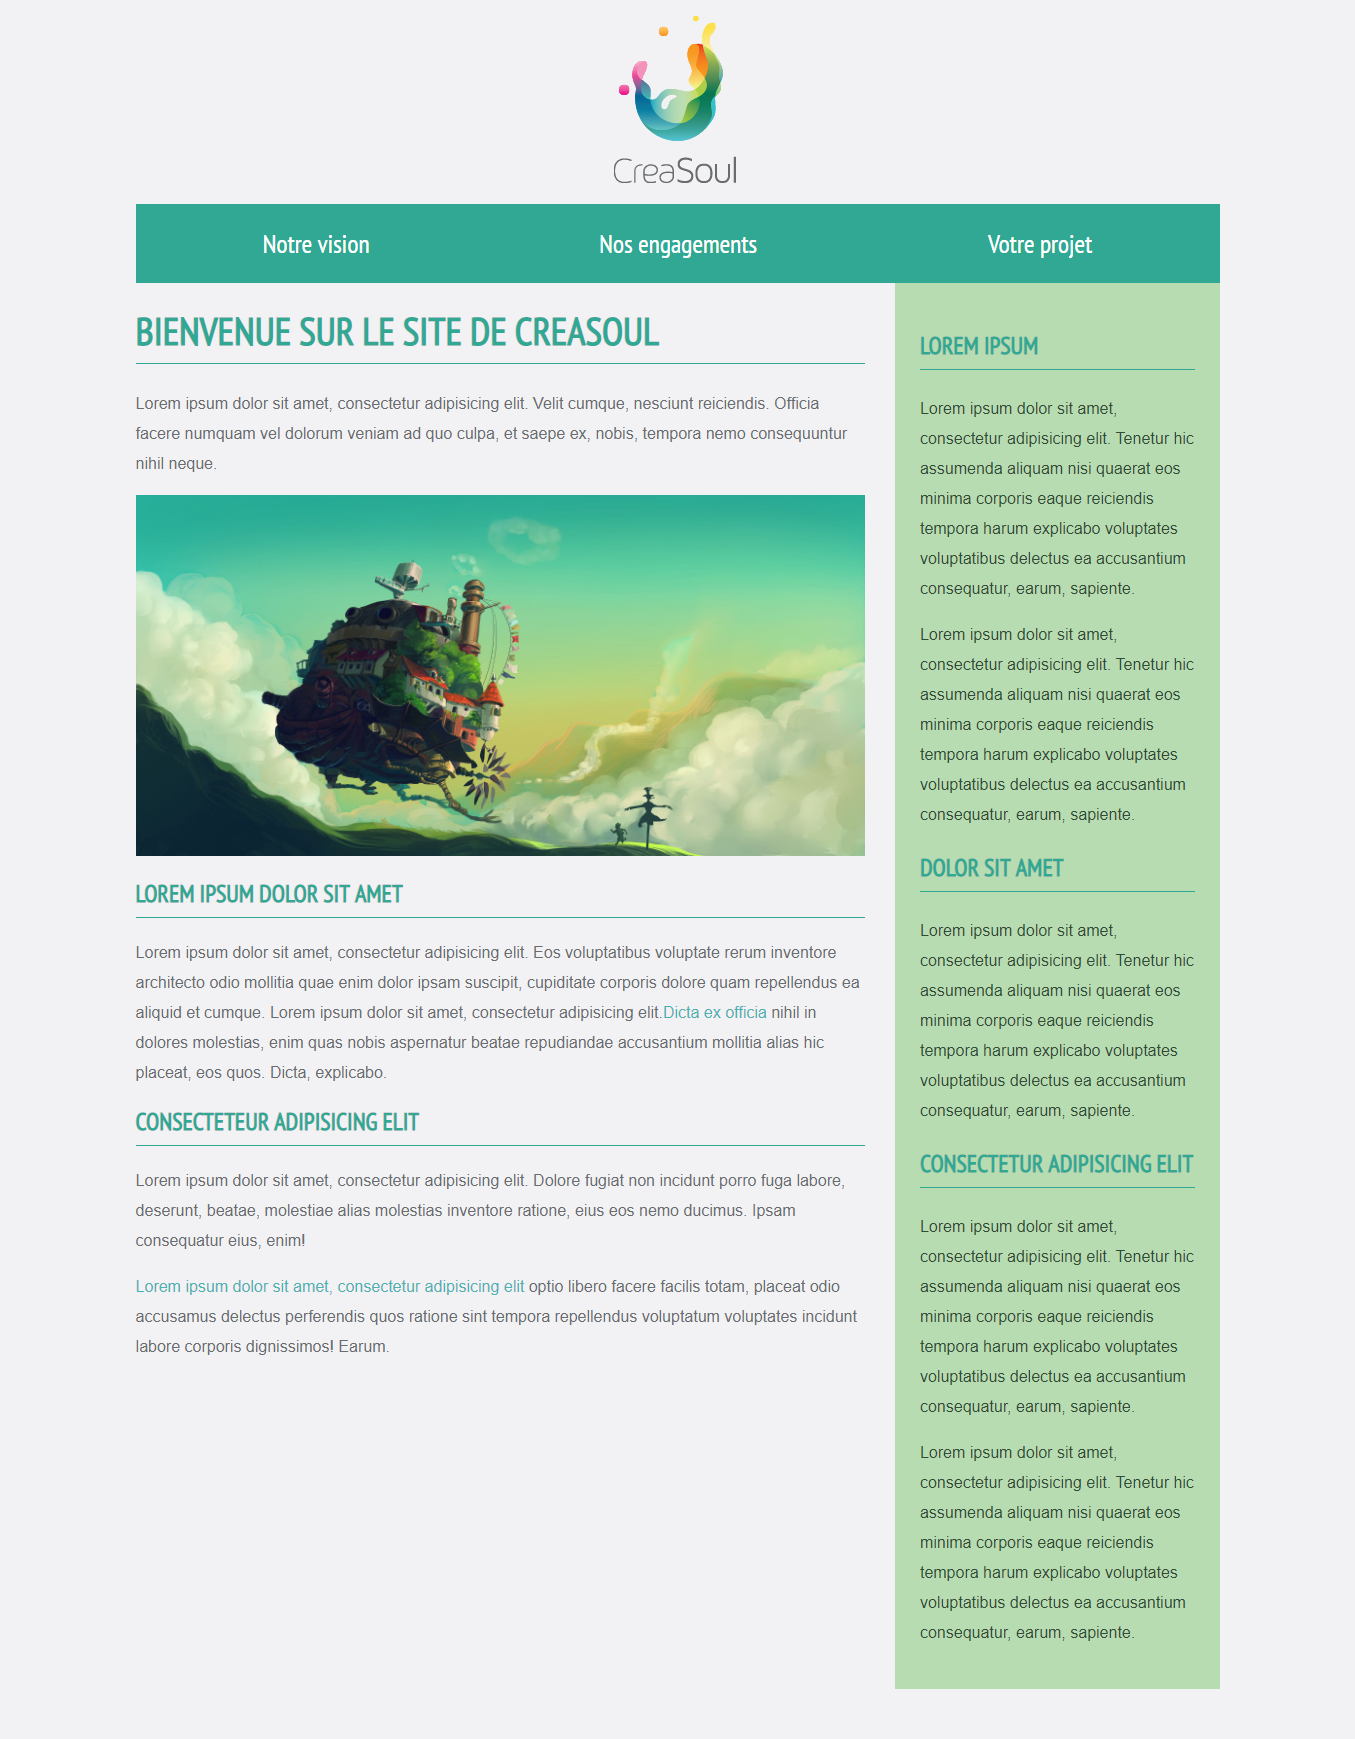 CreaSoul
Notre vision
Nos engagements
Votre projet
BIENVENUE SUR LE SITE DE CREASOUL
Lorem ipsum dolor sit amet, consectetur adipisicing elit. Velit cumque, nesciunt reiciendis. Officia
facere numquam vel dolorum veniam ad quo culpa, et saepe ex, nobis, tempora nemo consequuntur
nihil neque.
LOREM IPSUM DOLOR SIT AMET
Lorem ipsum dolor sit amet, consectetur adipisicing elit. Eos voluptatibus voluptate rerum inventore
architecto odio mollitia quae enim dolor ipsam suscipit, cupiditate corporis dolore quam repellendus ea
aliquid et cumque. Lorem ipsum dolor sit amet, consectetur adipisicing elit.Dicta ex officia nihil in
dolores molestias, enim quas nobis aspernatur beatae repudiandae accusantium mollitia alias hic
placeat, eos quos. Dicta, explicabo.
CONSECTETEUR ADIPISICING ELIT
Lorem ipsum dolor sit amet, consectetur adipisicing elit. Dolore fugiat non incidunt porro fuga labore,
deserunt, beatae, molestiae alias molestias inventore ratione, eius eos nemo ducimus. Ipsam
consequatur eius, enim!
Lorem ipsum dolor sit amet, consectetur adipisicing elit optio libero facere facilis totam, placeat odio
accusamus delectus perferendis quos ratione sint tempora repellendus voluptatum voluptates incidunt
labore corporis dignissimos! Earum.
LOREM IPSUM
Lorem ipsum dolor sit amet,
consectetur adipisicing elit. Tenetur hic
assumenda aliquam nisi quaerat eos
minima corporis eaque reiciendis
tempora harum explicabo voluptates
voluptatibus delectus ea accusantium
consequatur, earum, sapiente.
Lorem ipsum dolor sit amet,
consectetur adipisicing elit. Tenetur hic
assumenda aliquam nisi quaerat eos
minima corporis eaque reiciendis
tempora harum explicabo voluptates
voluptatibus delectus ea accusantium
consequatur, earum, sapiente.
DOLOR SIT AMET
Lorem ipsum dolor sit amet,
consectetur adipisicing elit. Tenetur hic
assumenda aliquam nisi quaerat eos
minima corporis eaque reiciendis
tempora harum explicabo voluptates
voluptatibus delectus ea accusantium
consequatur, earum, sapiente.
CONSECTETUR ADIPISICING ELIT
Lorem ipsum dolor sit amet,
consectetur adipisicing elit. Tenetur hic
assumenda aliquam nisi quaerat eos
minima corporis eaque reiciendis
tempora harum explicabo voluptates
voluptatibus delectus ea accusantium
consequatur, earum, sapiente.
Lorem ipsum dolor sit amet,
consectetur adipisicing elit. Tenetur hic
assumenda aliquam nisi quaerat eos
minima corporis eaque reiciendis
tempora harum explicabo voluptates
voluptatibus delectus ea accusantium
consequatur, earum, sapiente.